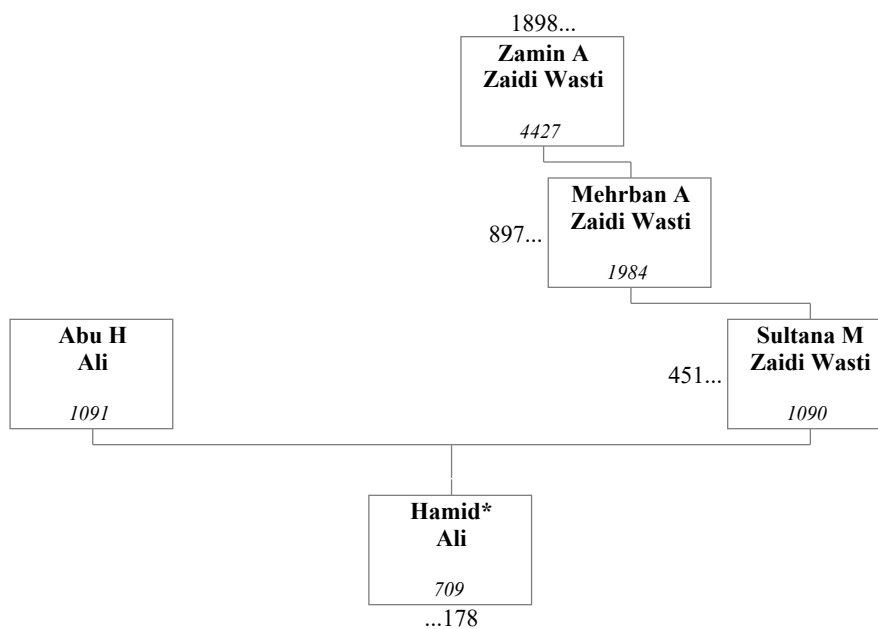 1898...
Zamin A
Zaidi Wasti
4427
Mehrban A
Zaidi Wasti
897...
1984
Abu H
Ali
1091
Sultana M
Zaidi Wasti
451...
1090
Hamid*
Ali
709
...178